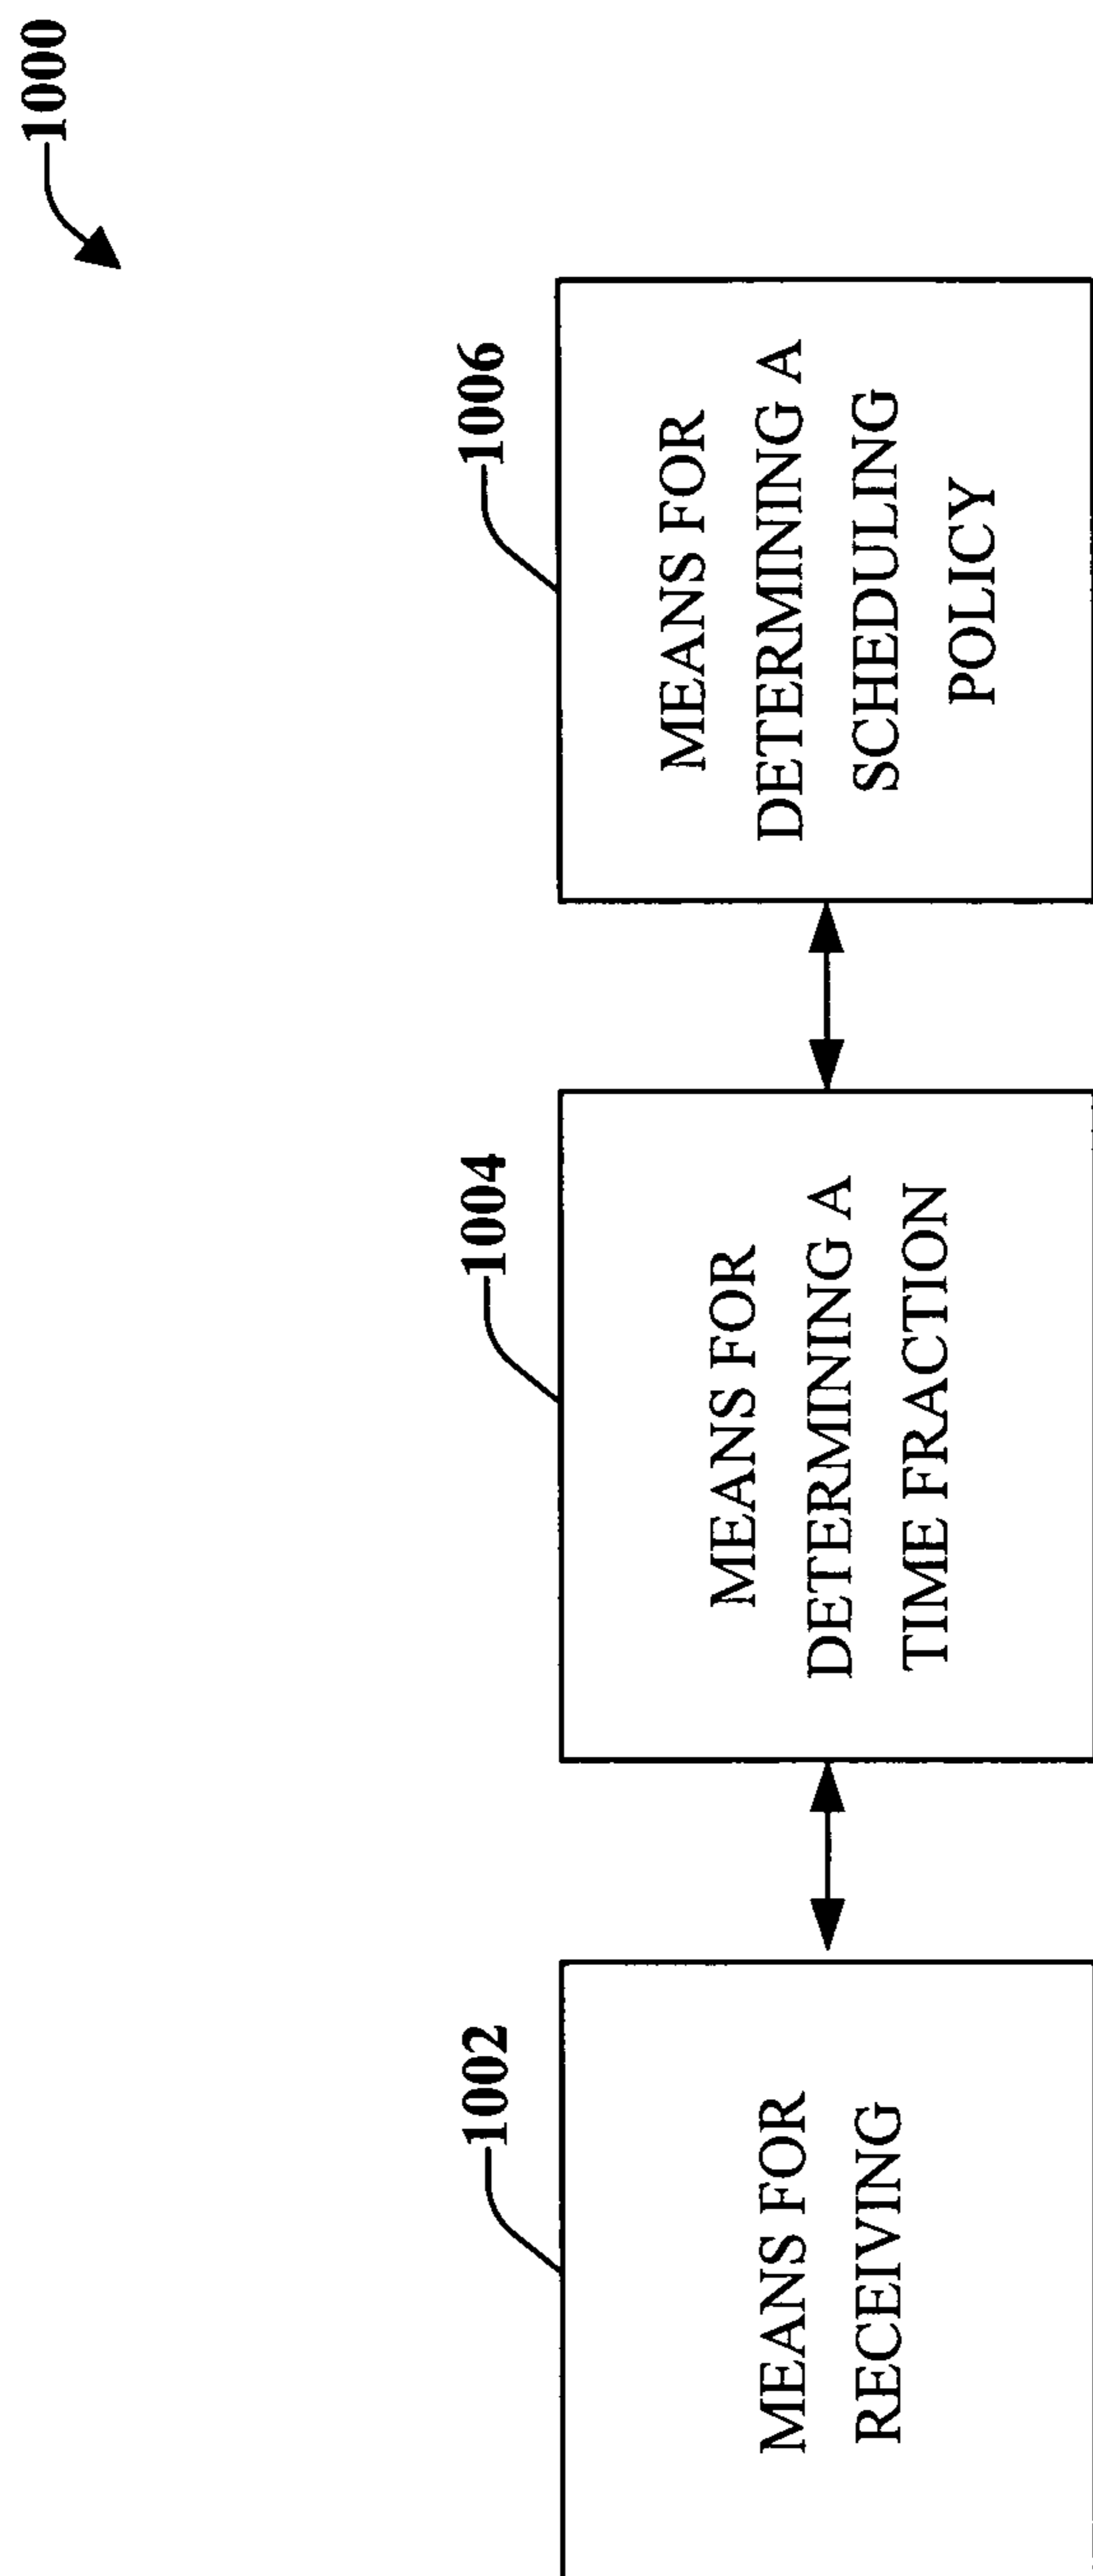 1000
1002
MEANS FOR
RECEIVING
1004
MEANS FOR
DETERMINING A
TIME FRACTION
1006
MEANS FOR
DETERMINING A
SCHEDULING
POLICY